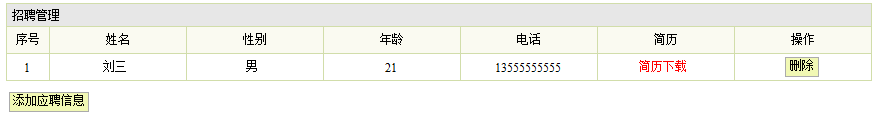 招聘管理
序号 姓名 性别 年龄 电话 简历 操作
1 刘三 男 21 13555555555 简历下载 删除
添加应聘信息